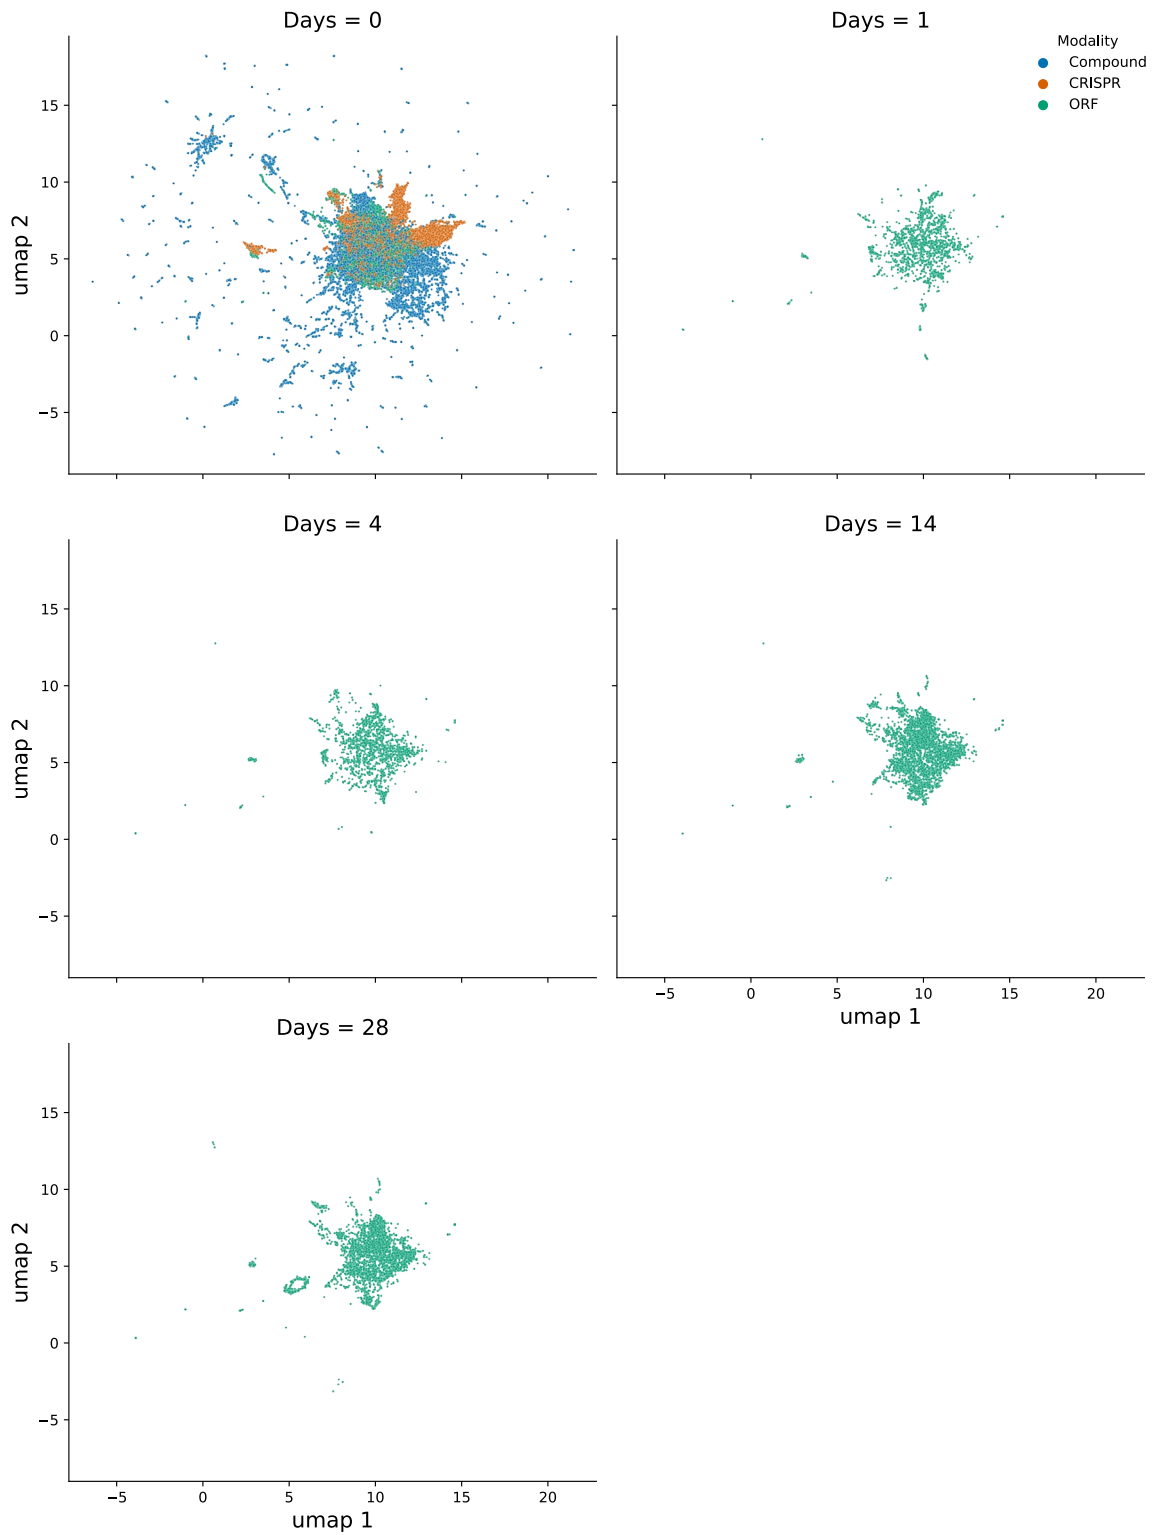 Days = 0
Days = 1
Modality
Compound
CRISPR
ORF
15
10
5
0
−5
umap 2
Days = 4
Days = 14
15
10
5
0
−5
umap 2
−5 0 5 10 15 20
umap 1
Days = 28
15
10
5
0
−5
umap 2
−5 0 5 10 15 20
umap 1